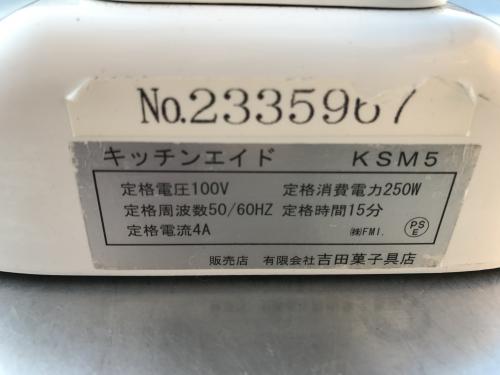 No.2335967
キッチンエイド KSM5
定格電圧100V 定格消費電力250W
定格周波数50/60HZ 定格時間15分
定格電流4A ㈱FMI. PSE
販売店 有限会社吉田菓子具店